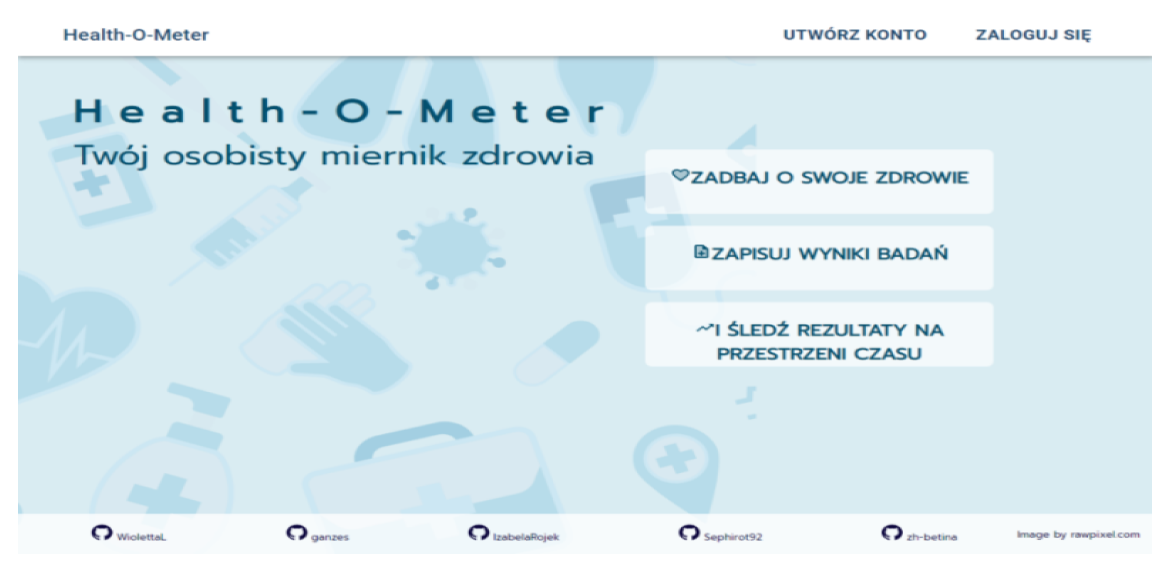 Health-O-Meter
UTWÓRZ KONTO
ZALOGUJ SIĘ
Health-O-Meter
Twój osobisty miernik zdrowia
ZADBAJ O SWOJE ZDROWIE
ZAPISUJ WYNIKI BADAŃ
I ŚLEDŹ REZULTATY NA
PRZESTRZENI CZASU
WiolettaL
ganzes
IzabelaRojek
Sephirot92
zh-betina
Image by rawpixel.com